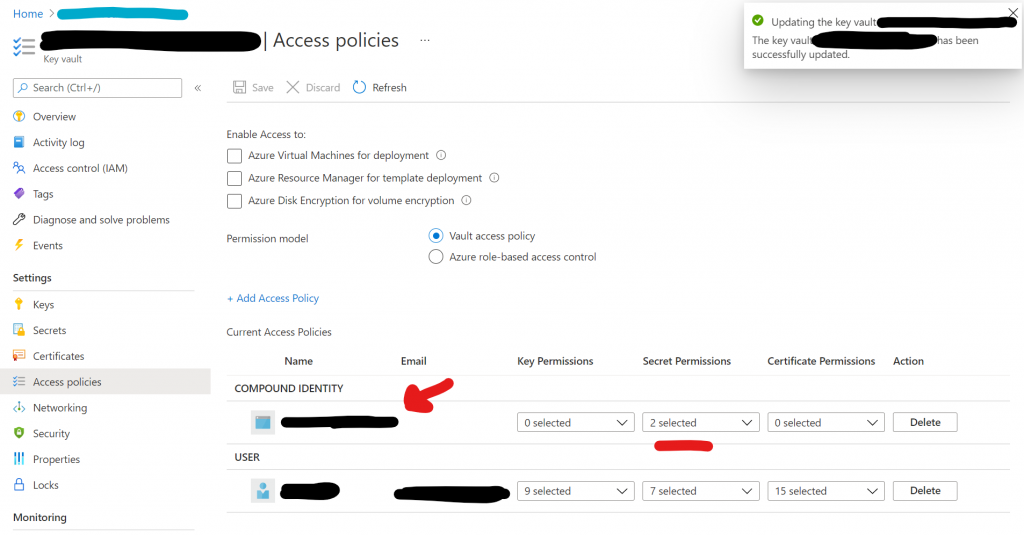 Home >
| Access policies ...
Key vault
Updating the key vault
The key vault has been
successfully updated.
Search (Ctrl+/) «
Save Discard Refresh
Overview
Activity log
Access control (IAM)
Tags
Diagnose and solve problems
Events
Settings
Keys
Secrets
Certificates
Access policies
Networking
Security
Properties
Locks
Monitoring
Enable Access to:
Azure Virtual Machines for deployment
Azure Resource Manager for template deployment
Azure Disk Encryption for volume encryption
Permission model
Vault access policy
Azure role-based access control
+ Add Access Policy
Current Access Policies
Name Email Key Permissions Secret Permissions Certificate Permissions Action
COMPOUND IDENTITY
0 selected 2 selected 0 selected Delete
USER
9 selected 7 selected 15 selected Delete